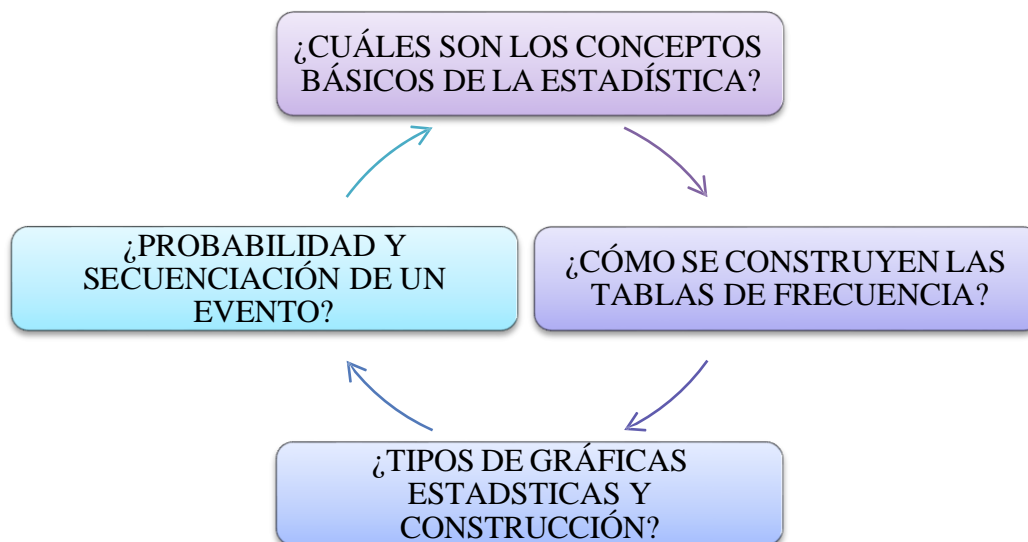 ¿CUÁLES SON LOS CONCEPTOS
BÁSICOS DE LA ESTADÍSTICA?
¿CÓMO SE CONSTRUYEN LAS
TABLAS DE FRECUENCIA?
¿TIPOS DE GRÁFICAS
ESTADSTICAS Y
CONSTRUCCIÓN?
¿PROBABILIDAD Y
SECUENCIACIÓN DE UN
EVENTO?